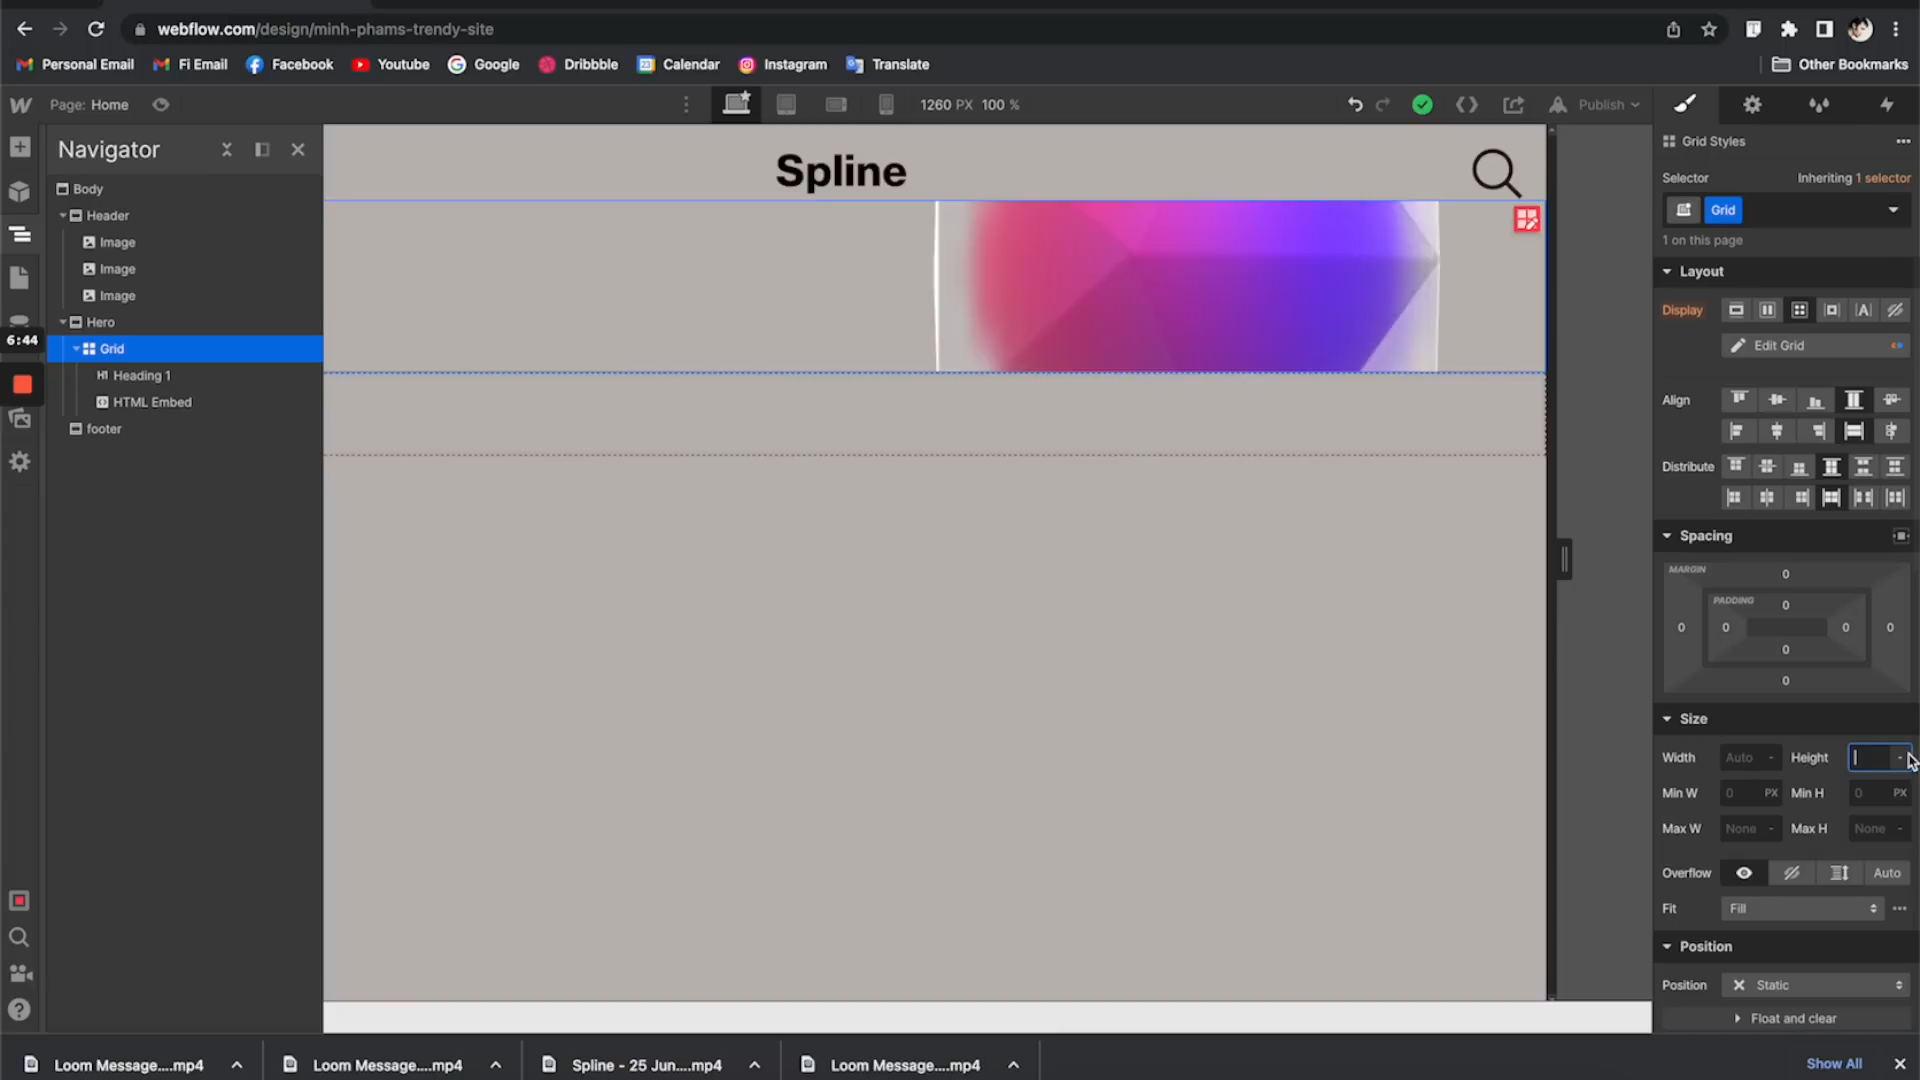 webflow.com/design/minh-phams-trendy-site
Personal Email Fi Email Facebook Youtube Google Dribbble Calendar Instagram Translate Other Bookmarks
Page: Home 1260 PX 100 % Publish
Navigator
Body
Header
Image
Image
Image
Hero
Grid
H1 Heading 1
HTML Embed
footer
6:44
Spline
Grid Styles
Selector Inheriting 1 selector
Grid
1 on this page
Layout
Display
Edit Grid
Align
Distribute
Spacing
MARGIN
0
PADDING
0
0 0 0 0
0
0
Size
Width Auto - Height -
Min W 0 PX Min H 0 PX
Max W None - Max H None -
Overflow Auto
Fit Fill
Position
Position Static
Float and clear
Loom Message....mp4 Loom Message....mp4 Spline - 25 Jun....mp4 Loom Message....mp4 Show All